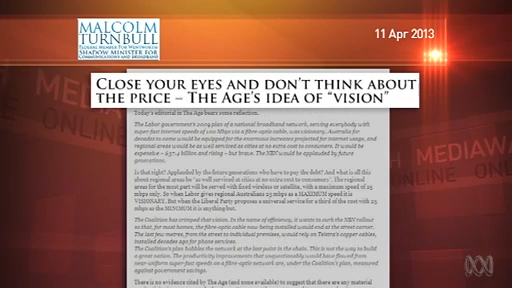 MALCOLM
TURNBULL
FEDERAL MEMBER FOR WENTWORTH
SHADOW MINISTER FOR
COMMUNICATIONS AND BROADBAND
11 Apr 2013
CLOSE YOUR EYES AND DON'T THINK ABOUT
THE PRICE – THE AGE'S IDEA OF "VISION"
Today's editorial in The Age bears some reflection.
The Labor government's 2009 plan of a national broadband network, serving everybody with
super-fast internet speeds of 100 Mbps via a fibre-optic cable, was visionary. Australia for
decades to come would be equipped for the enormous increases projected for internet usage, and
regional areas would be as well serviced as cities at no extra cost to consumers. It would be
expensive – $37.4 billion and rising – but brave. The NBN would be applauded by future
generations.
Is that right? Applauded by the future generations who have to pay the debt? And what is all this
about regional areas be "as well serviced as cities at no extra cost to consumers". The regional
areas for the most part will be served with fixed wireless or satellite, with a maximum speed of 25
mbps only. So when Labor gives regional Australians 25 mbps as a MAXIMUM speed it is
VISIONARY. But when the Liberal Party proposes a universal service for a third of the cost with 25
mbps as the MINIMUM it is anything but.
The Coalition has crimped that vision. In the name of efficiency, it wants to curb the NBN rollout
so that, for most homes, the fibre-optic cable now being installed would end at the street corner.
The last few metres, from the street to individual premises, would rely on Telstra's copper cables,
installed decades ago for phone services.
The Coalition's plan hobbles the network at the last point in the chain. This is not the way to build
a great nation. The productivity improvements that unquestionably would have flowed from
near-uniform super-fast speeds on a fibre-optic network are, under the Coalition's plan, measured
against government savings.
There is no evidence cited by The Age (and none available) to suggest that there are any material
MEDIAWA
ONLINE